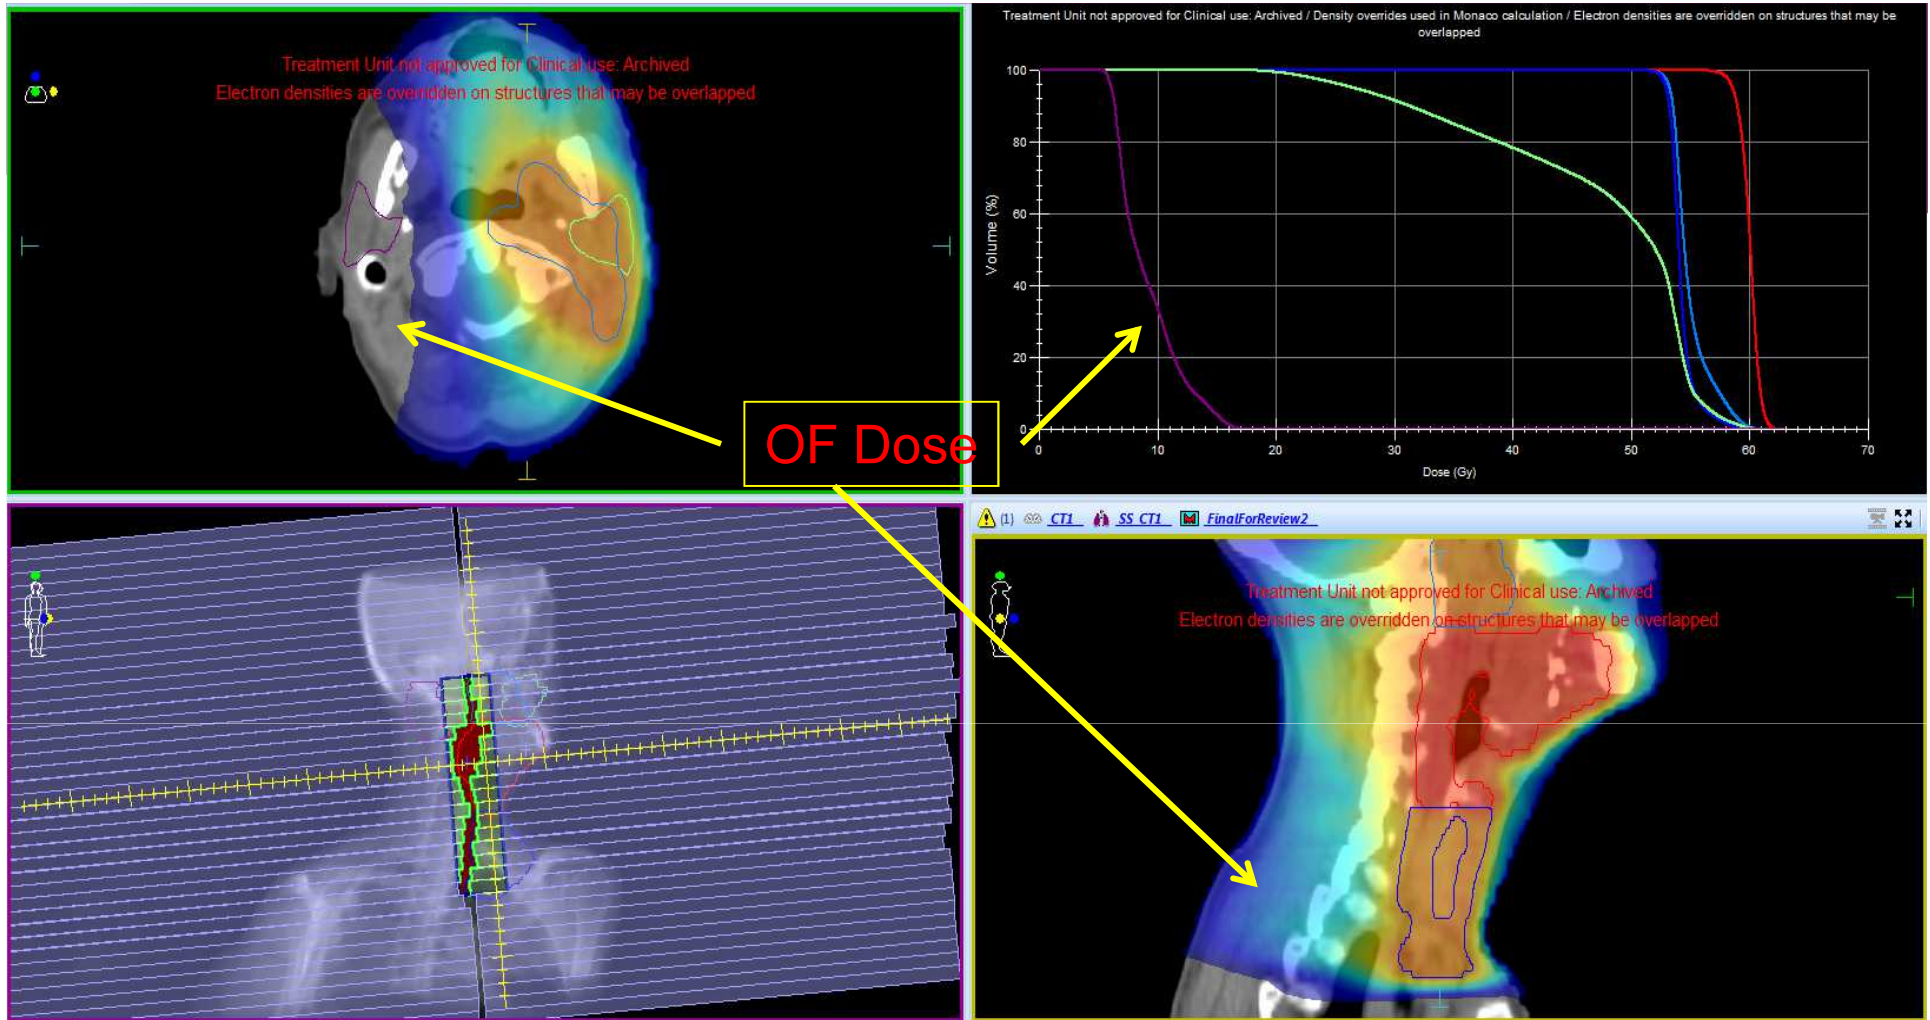 Treatment Unit not approved for Clinical use: Archived
Electron densities are overridden on structures that may be overlapped
Treatment Unit not approved for Clinical use: Archived / Density overrides used in Monaco calculation / Electron densities are overridden on structures that may be
overlapped
100
80
60
40
20
0
Volume (%)
0 10 20 30 40 50 60 70
Dose (Gy)
OF Dose
(1) CT1 SS CT1 FinalForReview2
Treatment Unit not approved for Clinical use: Archived
Electron densities are overridden on structures that may be overlapped